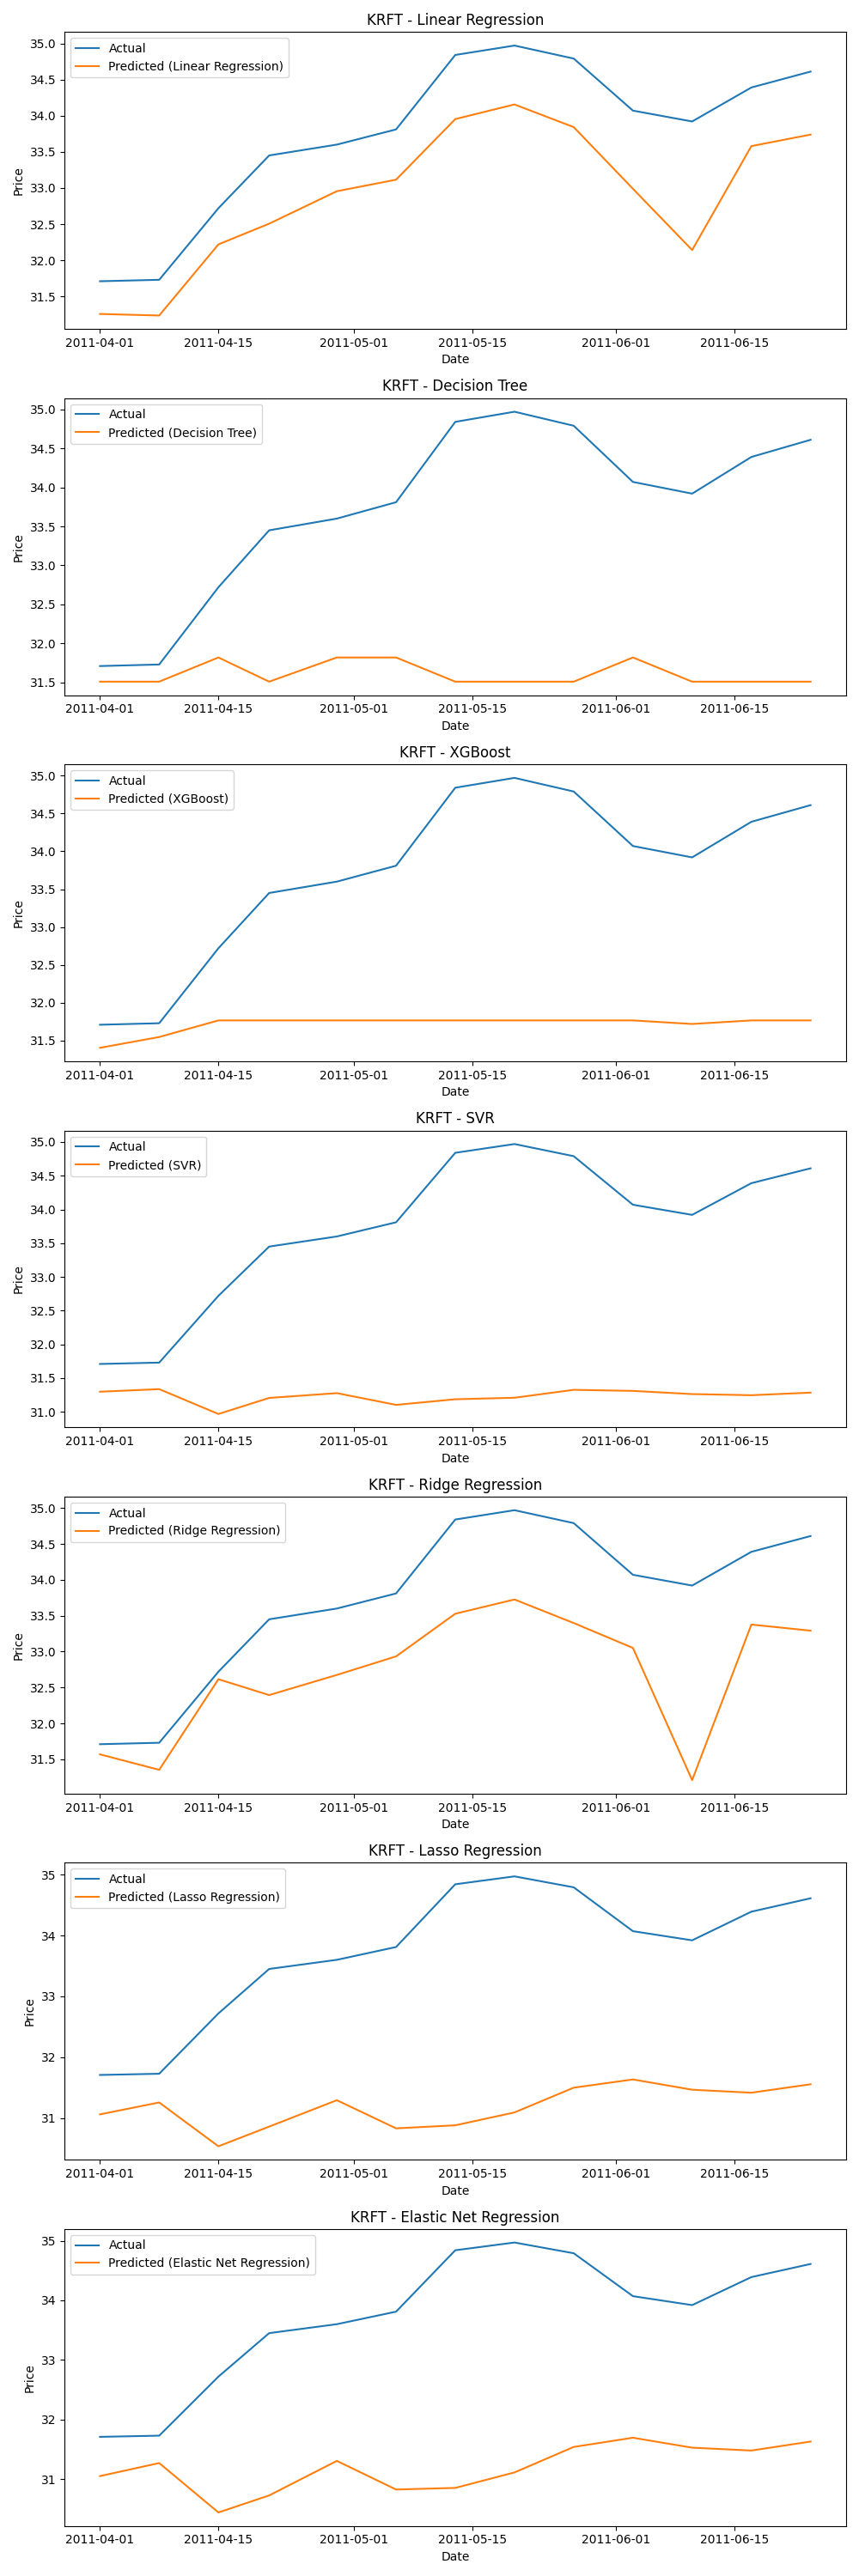 KRFT - Linear Regression
Actual
Predicted (Linear Regression)
35.0
34.5
34.0
33.5
33.0
32.5
32.0
31.5
Price
2011-04-01 2011-04-15 2011-05-01 2011-05-15 2011-06-01 2011-06-15
Date
KRFT - Decision Tree
Actual
Predicted (Decision Tree)
35.0
34.5
34.0
33.5
33.0
32.5
32.0
31.5
Price
2011-04-01 2011-04-15 2011-05-01 2011-05-15 2011-06-01 2011-06-15
Date
KRFT - XGBoost
Actual
Predicted (XGBoost)
35.0
34.5
34.0
33.5
33.0
32.5
32.0
31.5
Price
2011-04-01 2011-04-15 2011-05-01 2011-05-15 2011-06-01 2011-06-15
Date
KRFT - SVR
Actual
Predicted (SVR)
35.0
34.5
34.0
33.5
33.0
32.5
32.0
31.5
31.0
Price
2011-04-01 2011-04-15 2011-05-01 2011-05-15 2011-06-01 2011-06-15
Date
KRFT - Ridge Regression
Actual
Predicted (Ridge Regression)
35.0
34.5
34.0
33.5
33.0
32.5
32.0
31.5
Price
2011-04-01 2011-04-15 2011-05-01 2011-05-15 2011-06-01 2011-06-15
Date
KRFT - Lasso Regression
Actual
Predicted (Lasso Regression)
35
34
33
32
31
Price
2011-04-01 2011-04-15 2011-05-01 2011-05-15 2011-06-01 2011-06-15
Date
KRFT - Elastic Net Regression
Actual
Predicted (Elastic Net Regression)
35
34
33
32
31
Price
2011-04-01 2011-04-15 2011-05-01 2011-05-15 2011-06-01 2011-06-15
Date